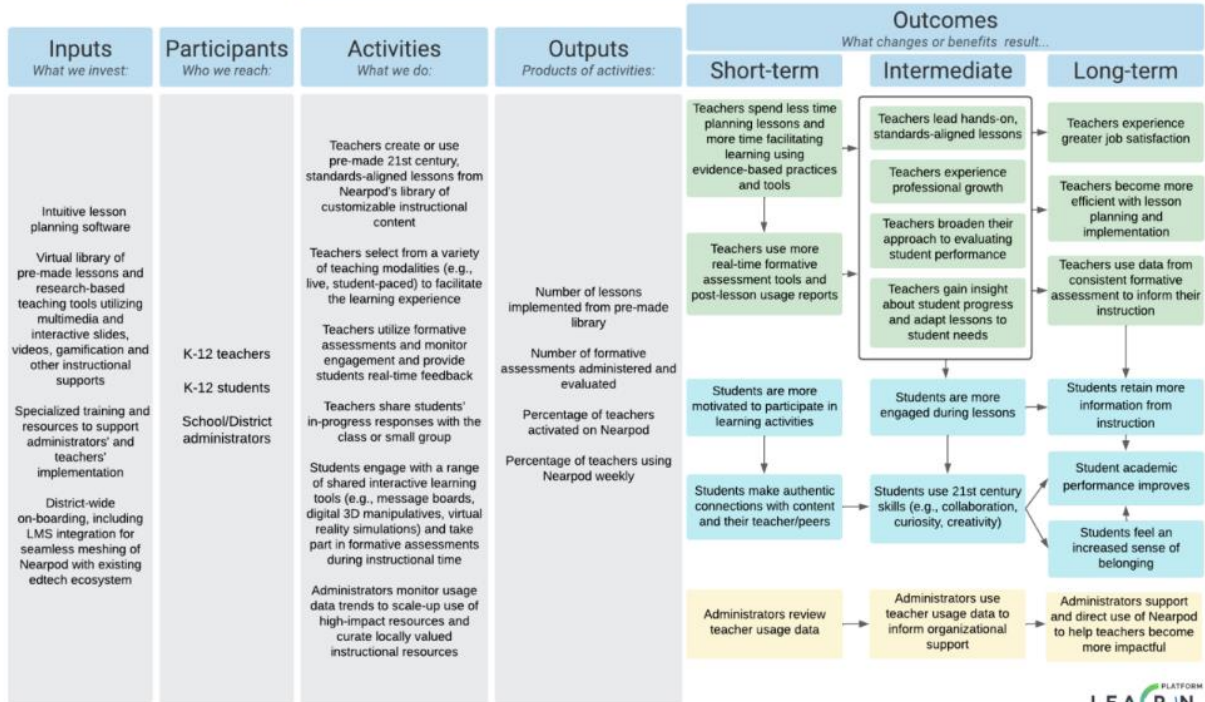 Inputs
What we invest:
Intuitive lesson
planning software
Virtual library of
pre-made lessons and
research-based
teaching tools utilizing
multimedia and
interactive slides,
videos, gamification and
other instructional
supports
Specialized training and
resources to support
administrators' and
teachers'
implementation
District-wide
on-boarding, including
LMS integration for
seamless meshing of
Nearpod with existing
edtech ecosystem
Participants
Who we reach:
K-12 teachers
K-12 students
School/District
administrators
Activities
What we do:
Teachers create or use
pre-made 21st century,
standards-aligned lessons from
Nearpod's library of
customizable instructional
content
Teachers select from a variety
of teaching modalities (e.g.,
live, student-paced) to facilitate
the learning experience
Teachers utilize formative
assessments and monitor
engagement and provide
students real-time feedback
Teachers share students'
in-progress responses with the
class or small group
Students engage with a range
of shared interactive learning
tools (e.g., message boards,
digital 3D manipulatives, virtual
reality simulations) and take
part in formative assessments
during instructional time
Administrators monitor usage
data trends to scale-up use of
high-impact resources and
curate locally valued
instructional resources
Outputs
Products of activities:
Number of lessons
implemented from pre-made
library
Number of formative
assessments administered and
evaluated
Percentage of teachers
activated on Nearpod
Percentage of teachers using
Nearpod weekly
Outcomes
What changes or benefits result...
Short-term
Intermediate
Long-term
Teachers spend less time
planning lessons and
more time facilitating
learning using
evidence-based practices
and tools
Teachers use more
real-time formative
assessment tools and
post-lesson usage reports
Teachers lead hands-on,
standards-aligned lessons
Teachers experience
professional growth
Teachers broaden their
approach to evaluating
student performance
Teachers gain insight
about student progress
and adapt lessons to
student needs
Teachers experience
greater job satisfaction
Teachers become more
efficient with lesson
planning and
implementation
Teachers use data from
consistent formative
assessment to inform their
instruction
Students are more
motivated to participate in
learning activities
Students are more
engaged during lessons
Students retain more
information from
instruction
Students make authentic
connections with content
and their teacher/peers
Students use 21st century
skills (e.g., collaboration,
curiosity, creativity)
Student academic
performance improves
Students feel an
increased sense of
belonging
Administrators review
teacher usage data
Administrators use
teacher usage data to
inform organizational
support
Administrators support
and direct use of Nearpod
to help teachers become
more impactful
PLATFORM